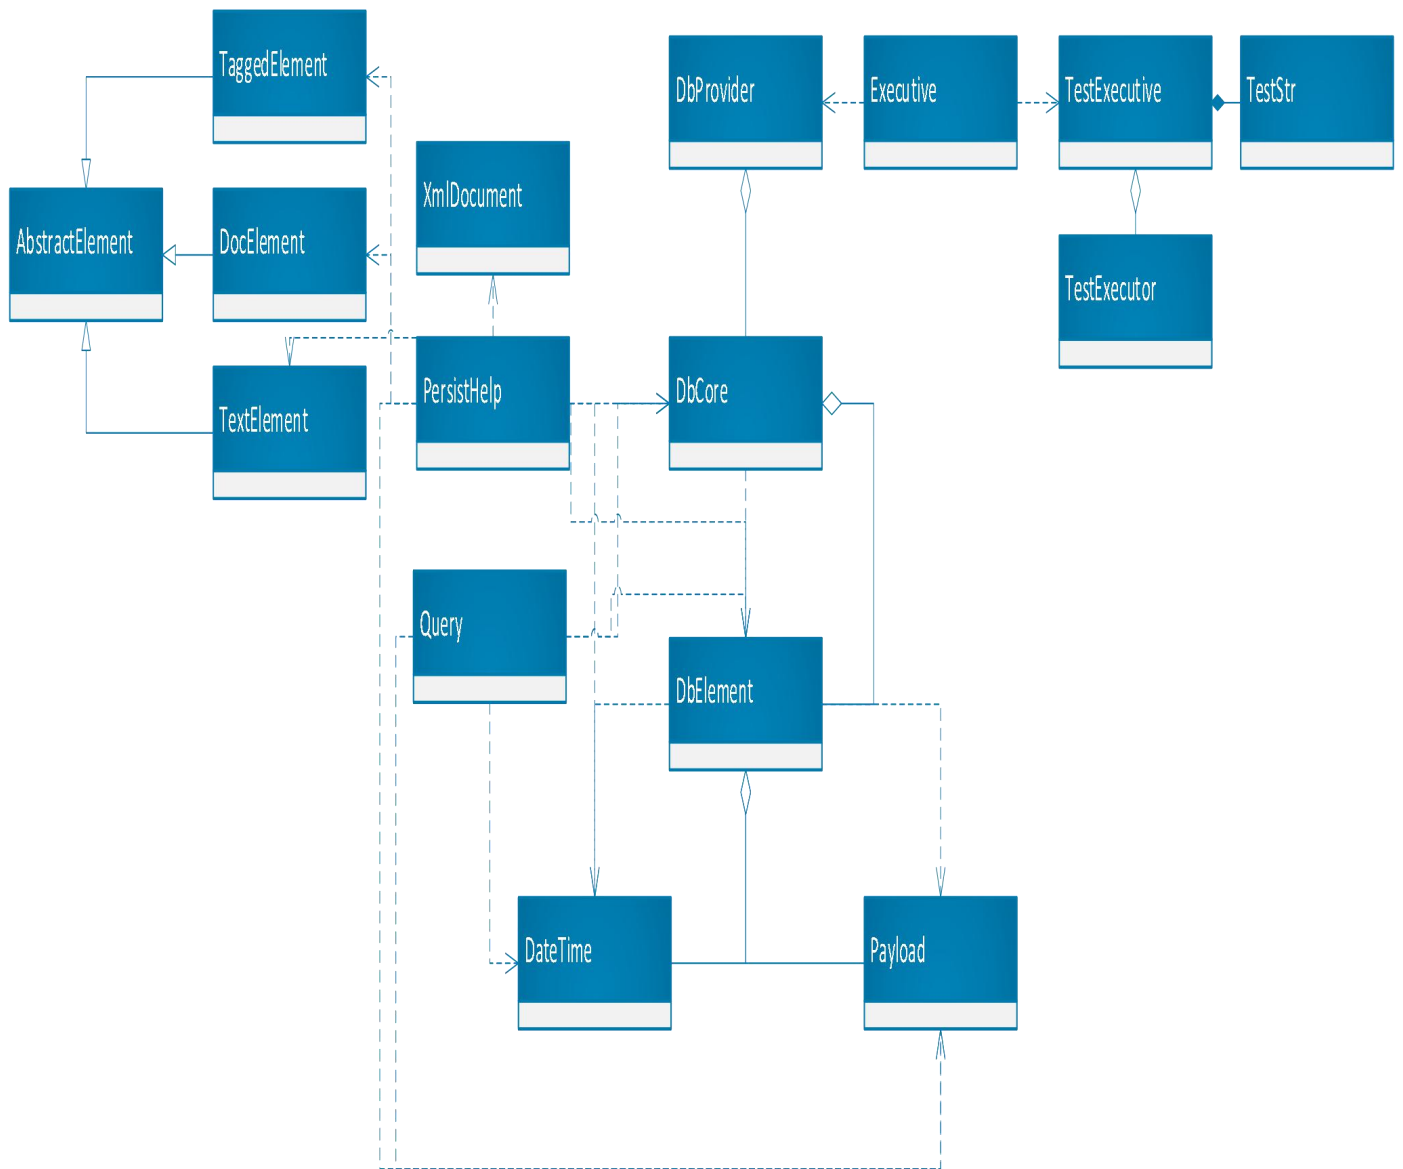 TaggedElement
DbProvider
Executive
TestExecutive
TestStr
XmlDocument
AbstractElement
DocElement
TestExecutor
PersistHelp
DbCore
TextElement
Query
DbElement
DateTime
Payload